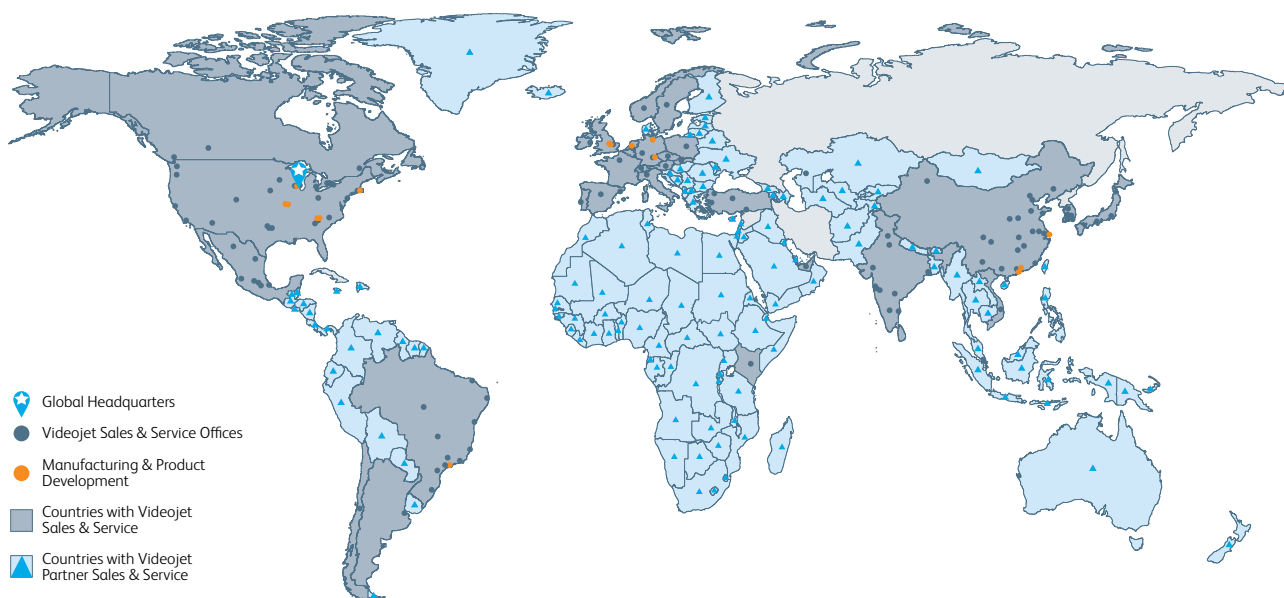 Global Headquarters
Videojet Sales & Service Offices
Manufacturing & Product
Development
Countries with Videojet
Sales & Service
Countries with Videojet
Partner Sales & Service